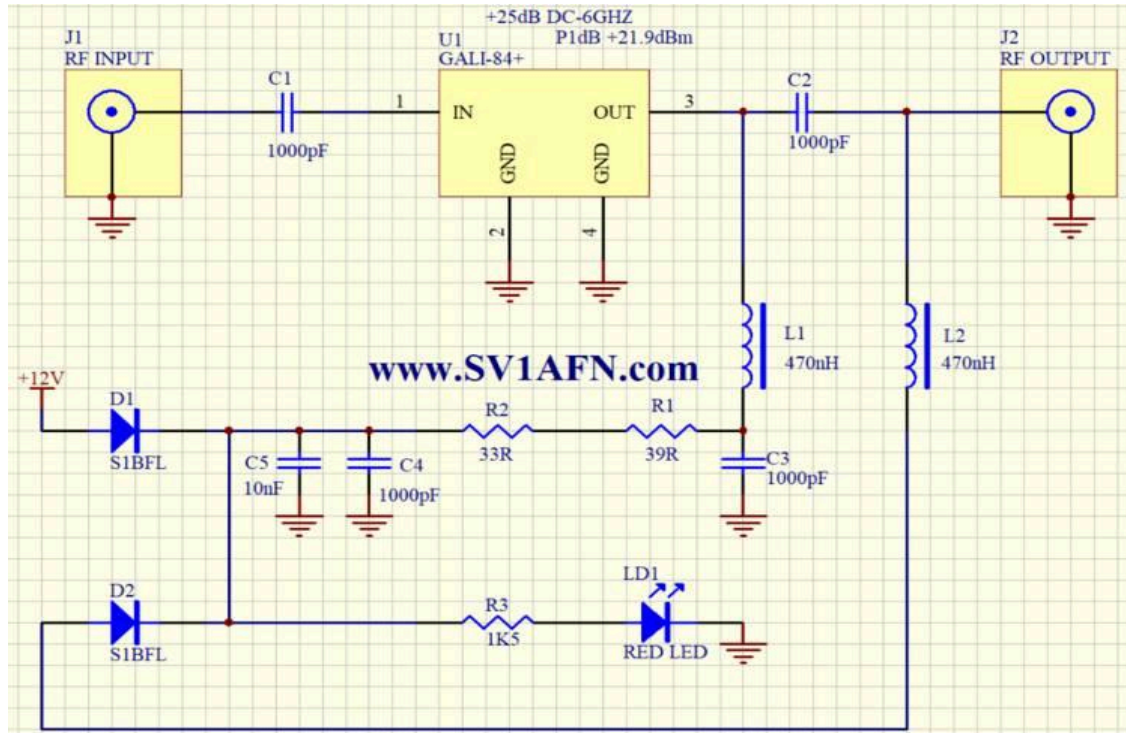 +25dB DC-6GHZ
P1dB +21.9dBm
J1
RF INPUT
U1
GALI-84+
J2
RF OUTPUT
C1
1000pF
1
IN
OUT
3
GND
GND
2
4
C2
1000pF
L1
470nH
L2
470nH
www.SV1AFN.com
+12V
D1
S1BFL
C5
10nF
C4
1000pF
R2
33R
R1
39R
C3
1000pF
D2
S1BFL
R3
1K5
LD1
RED LED